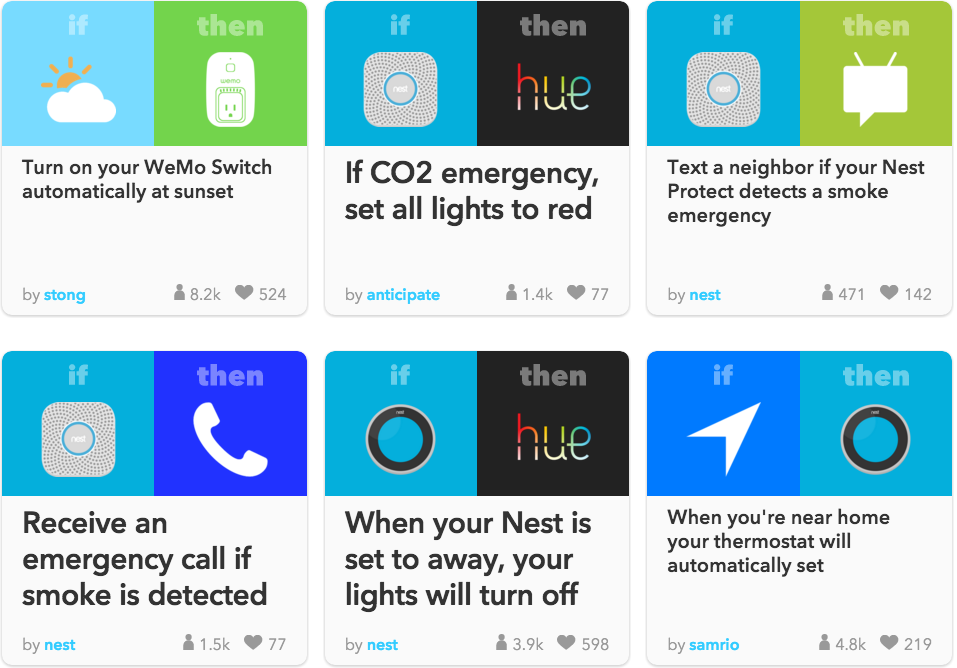 if then
wemo
Turn on your WeMo Switch
automatically at sunset
by stong 8.2k 524
if then
nest hue
If CO2 emergency,
set all lights to red
by anticipate 1.4k 77
if then
nest
Text a neighbor if your Nest
Protect detects a smoke
emergency
by nest 471 142
if then
nest
Receive an
emergency call if
smoke is detected
by nest 1.5k 77
if then
nest hue
When your Nest is
set to away, your
lights will turn off
by nest 3.9k 598
if then
nest
When you're near home
your thermostat will
automatically set
by samrio 4.8k 219